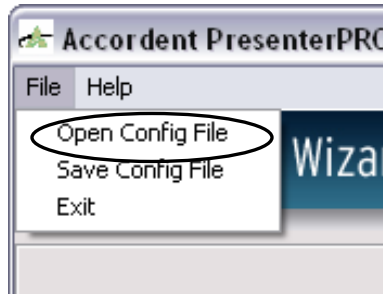 Accordent PresenterPRO
File Help
Open Config File
Wiza
Save Config File
Exit